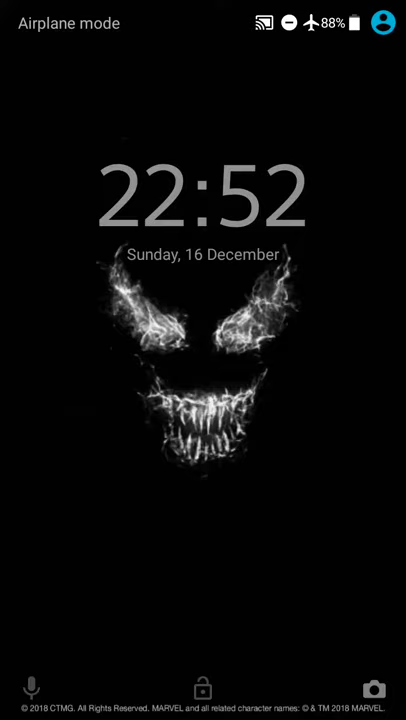 Airplane mode
88%
22:52
Sunday, 16 December
© 2018 CTMG. All Rights Reserved. MARVEL and all related character names: © & TM 2018 MARVEL.